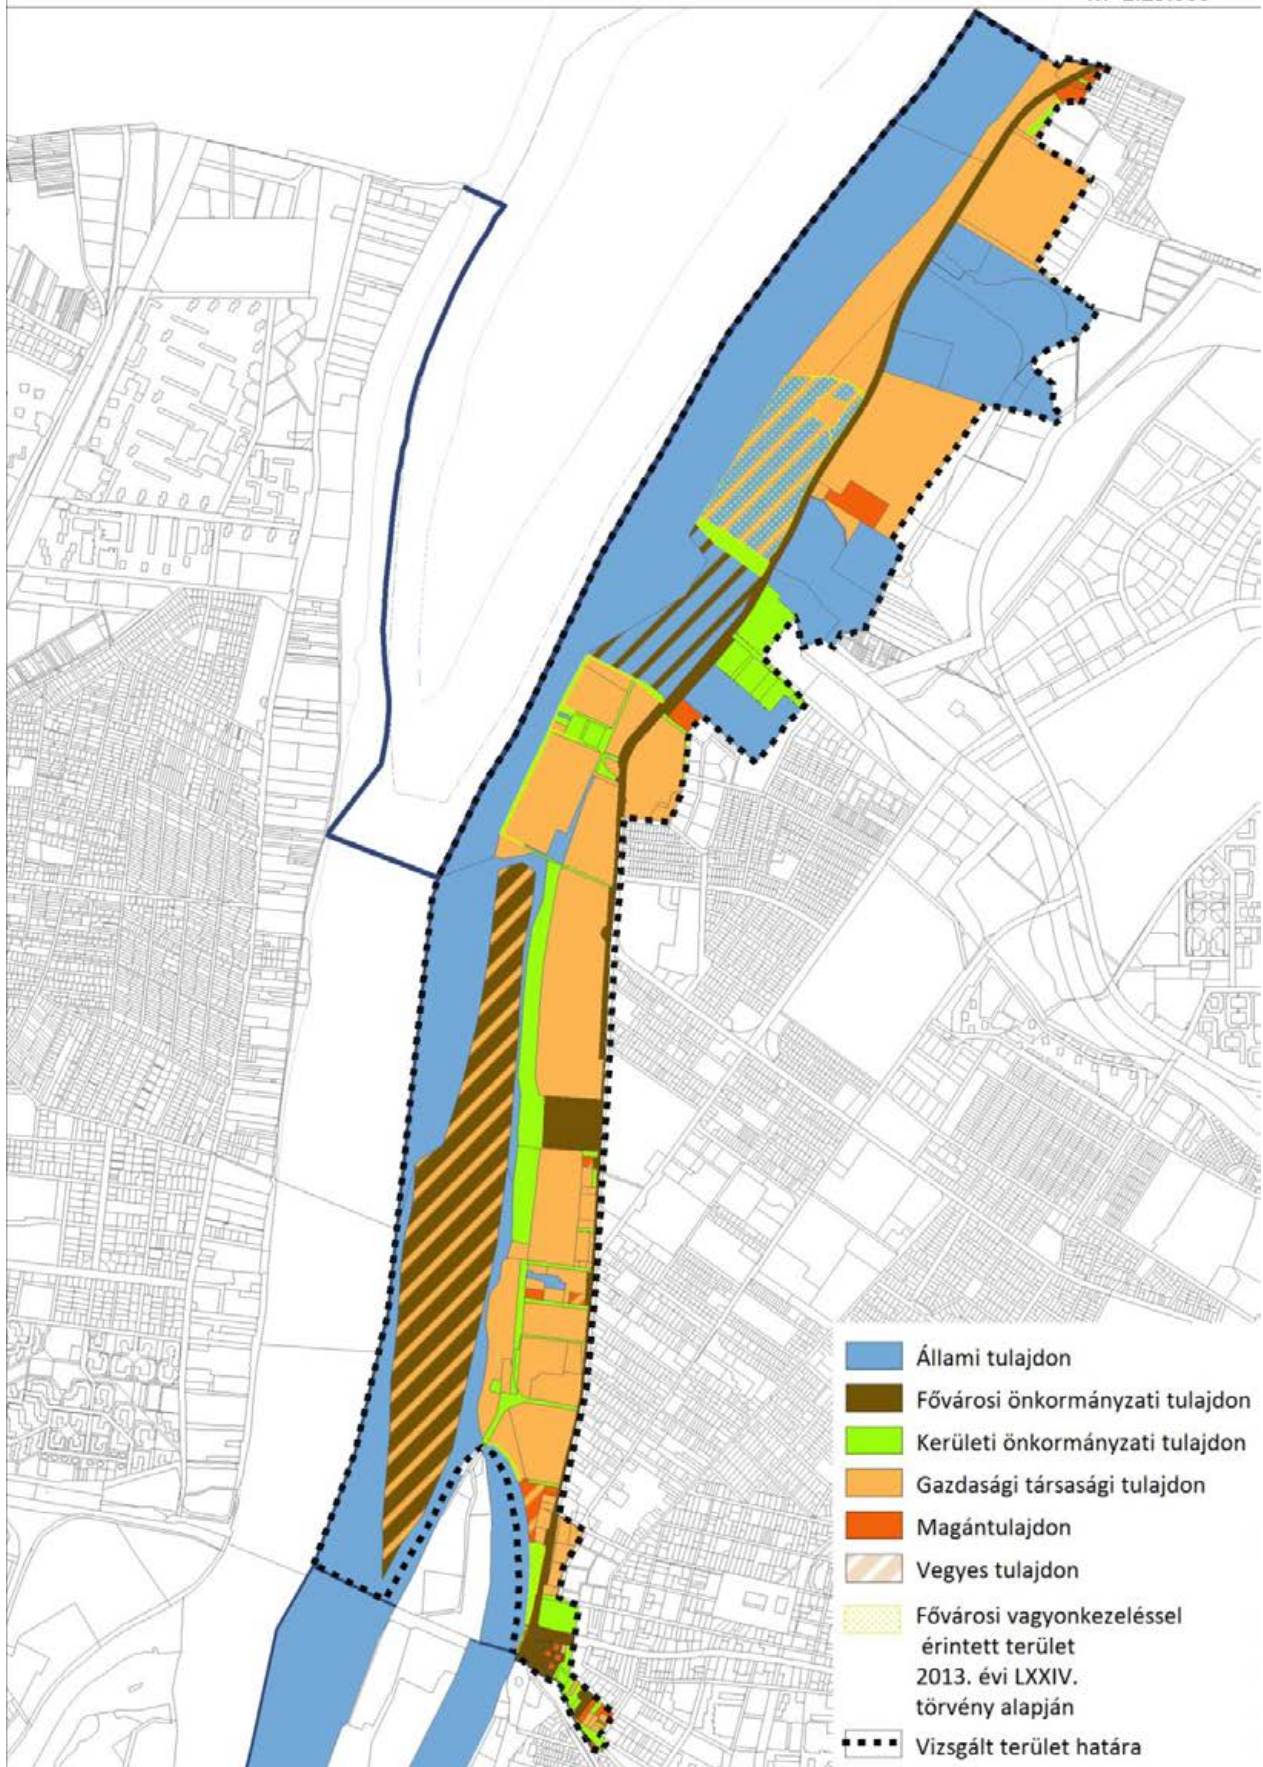 Állami tulajdon
Fővárosi önkormányzati tulajdon
Kerületi önkormányzati tulajdon
Gazdasági társasági tulajdon
Magántulajdon
Vegyes tulajdon
Fővárosi vagyonkezeléssel
érintett terület
2013. évi LXXIV.
törvény alapján
Vizsgált terület határa